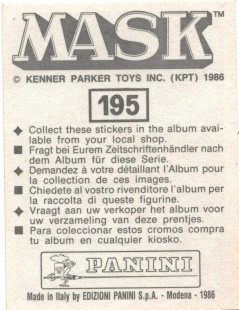 MASK™
© KENNER PARKER TOYS INC. (KPT) 1986
195
Collect these stickers in the album avai-
lable from your local shop.
Fragt bei Eurem Zeitschriftenhändler nach
dem Album für diese Serie.
Demandez à votre détaillant l'Album pour
la collection de ces images.
Chiedete al vostro rivenditore l'album per
la raccolta di queste figurine.
Vraagt aan uw verkoper het album voor
uw verzameling van deze prentjes.
Para coleccionar estos cromos compra
tu album en cualquier kiosko.
PANINI
Made in Italy by EDIZIONI PANINI S.p.A. - Modena - 1986